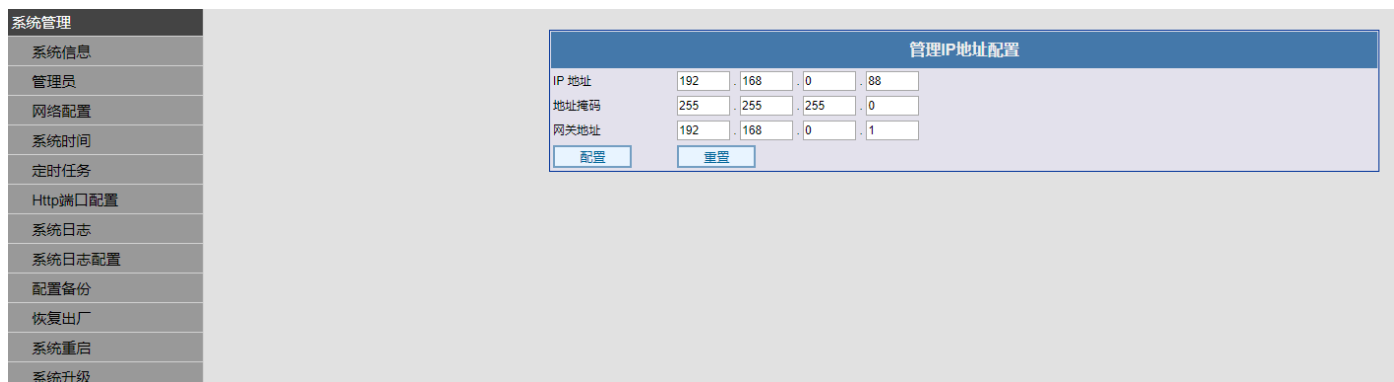 系统管理
系统信息
管理员
网络配置
系统时间
定时任务
Http端口配置
系统日志
系统日志配置
配置备份
恢复出厂
系统重启
系统升级
管理IP地址配置
IP 地址 192 . 168 . 0 . 88
地址掩码 255 . 255 . 255 . 0
网关地址 192 . 168 . 0 . 1
配置 重置